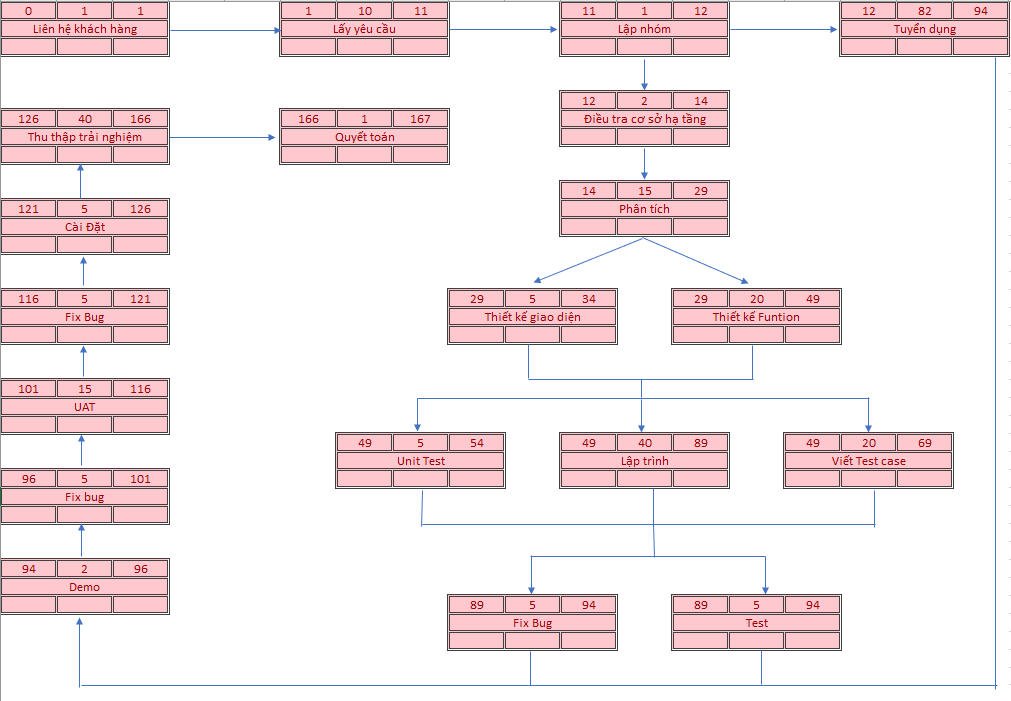 0 1 1
Liên hệ khách hàng
1 10 11
Lấy yêu cầu
11 1 12
Lập nhóm
12 82 94
Tuyển dụng
12 2 14
Điều tra cơ sở hạ tầng
126 40 166
Thu thập trải nghiệm
166 1 167
Quyết toán
14 15 29
Phân tích
121 5 126
Cài Đặt
29 5 34
Thiết kế giao diện
29 20 49
Thiết kế Funtion
116 5 121
Fix Bug
101 15 116
UAT
49 5 54
Unit Test
49 40 89
Lập trình
49 20 69
Viết Test case
96 5 101
Fix bug
94 2 96
Demo
89 5 94
Fix Bug
89 5 94
Test